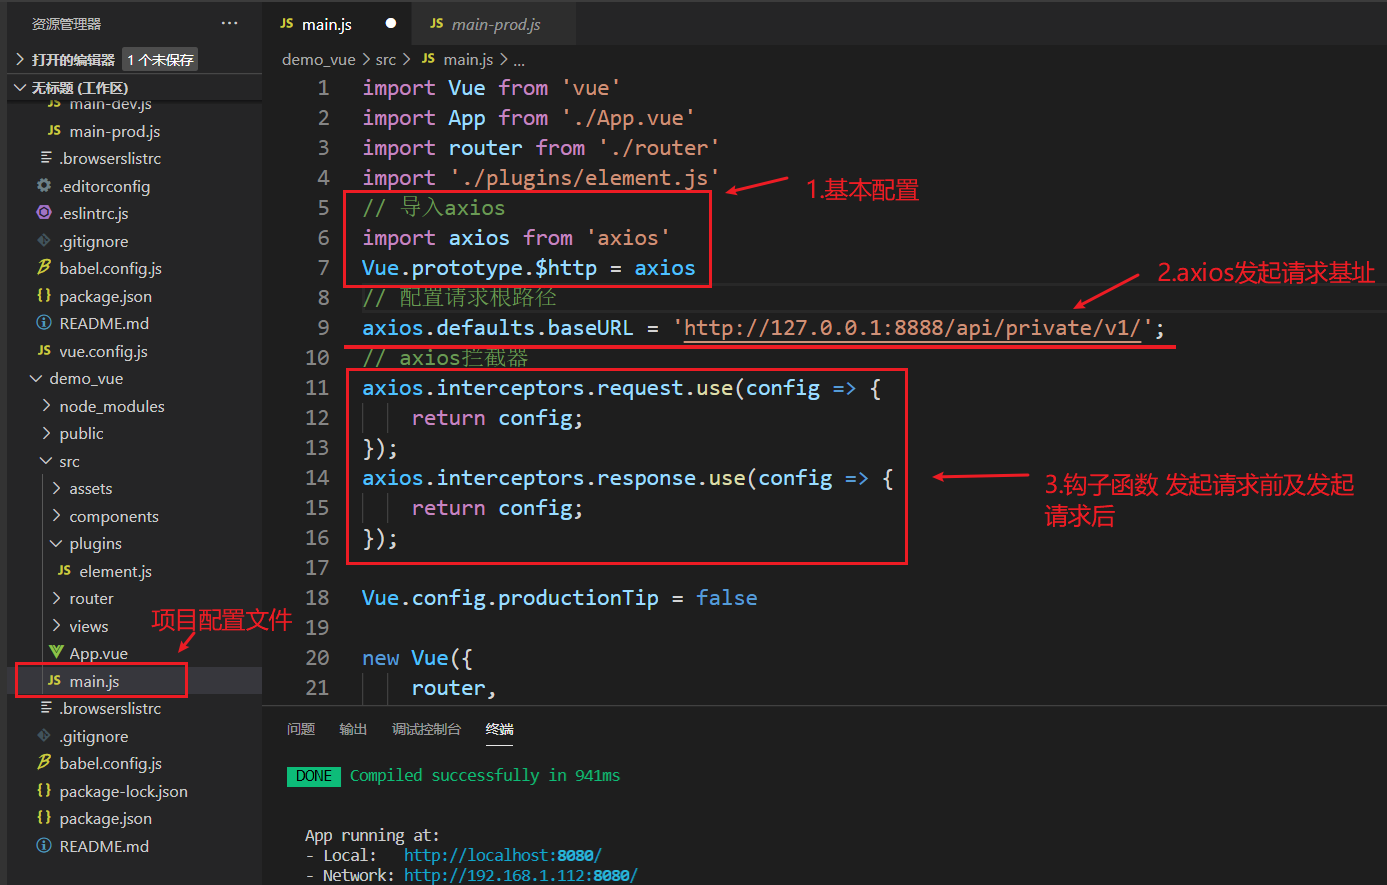 资源管理器
打开的编辑器 1 个未保存
无标题 (工作区)
main-dev.js
JS main-prod.js
.browserslistrc
.editorconfig
.eslintrc.js
.gitignore
babel.config.js
{} package.json
README.md
JS vue.config.js
demo_vue
node_modules
public
src
assets
components
plugins
JS element.js
router
views
App.vue
JS main.js
.browserslistrc
.gitignore
babel.config.js
{} package-lock.json
{} package.json
README.md
项目配置文件
JS main.js
JS main-prod.js
demo_vue > src > JS main.js > ...
1 import Vue from 'vue'
2 import App from './App.vue'
3 import router from './router'
4 import './plugins/element.js'
5 // 导入axios
6 import axios from 'axios'
7 Vue.prototype.$http = axios
8 // 配置请求根路径
9 axios.defaults.baseURL = 'http://127.0.0.1:8888/api/private/v1/';
10 // axios拦截器
11 axios.interceptors.request.use(config => {
12 return config;
13 });
14 axios.interceptors.response.use(config => {
15 return config;
16 });
17
18 Vue.config.productionTip = false
19
20 new Vue({
21 router,
1.基本配置
2.axios发起请求基址
3.钩子函数 发起请求前及发起
请求后
问题 输出 调试控制台 终端
DONE Compiled successfully in 941ms
App running at:
- Local: http://localhost:8080/
- Network: http://192.168.1.112:8080/